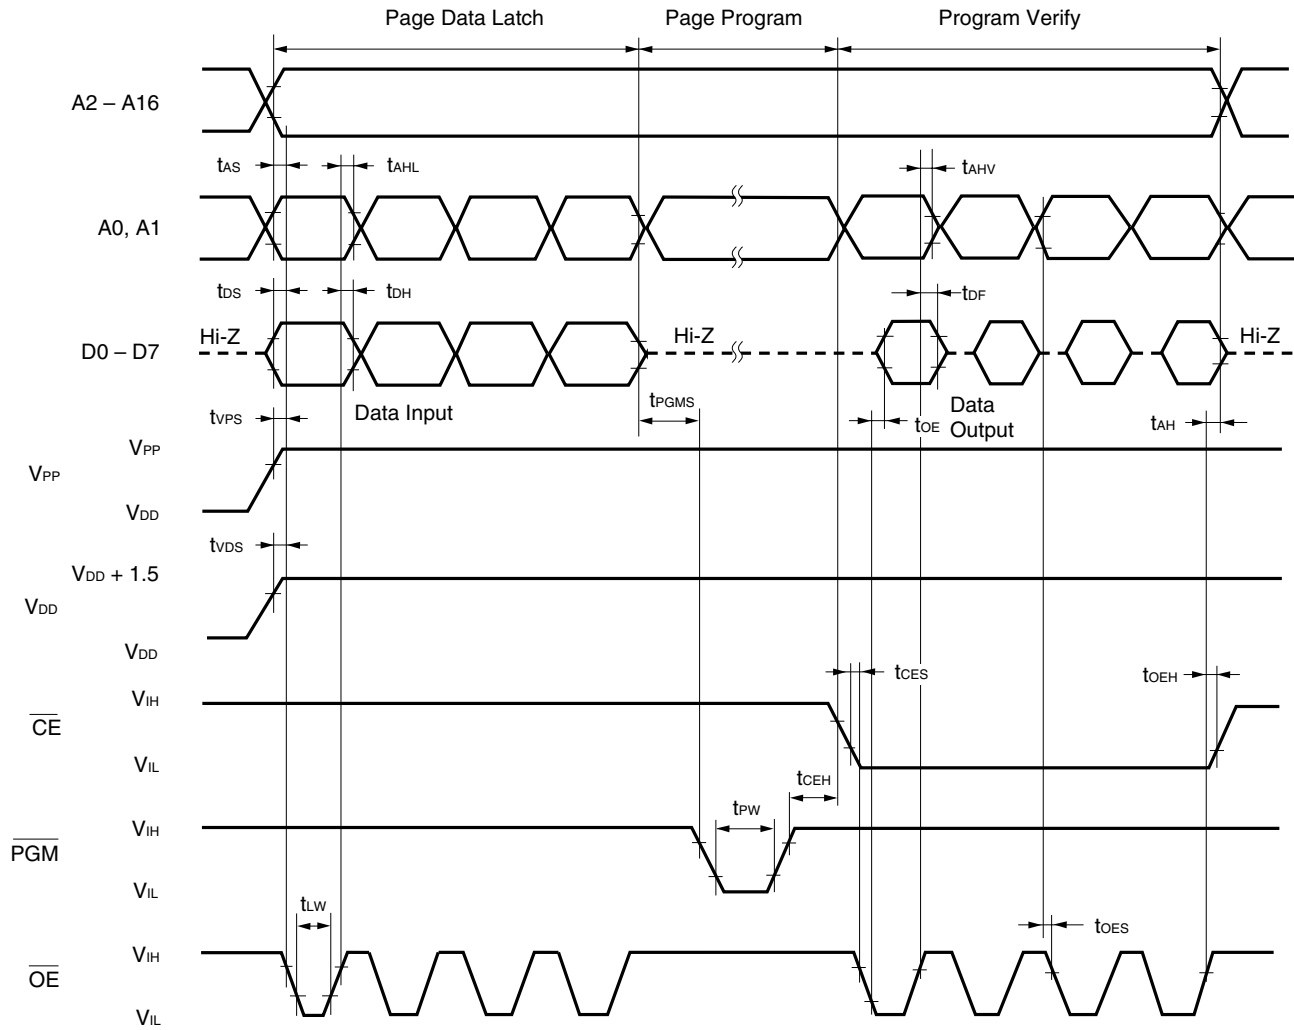 Page Data Latch Page Program Program Verify
A2 – A16
tAS tAHL tAHV
A0, A1
tDS tDH tDF
Hi-Z Hi-Z Hi-Z
D0 – D7
tVPS Data Input tPGMS tOE Data Output tAH
VPP
VPP
VDD
tVDS
VDD + 1.5
VDD
VDD
tCES tOEH
VIH
CE
VIL
tCEH
tPW
VIH
PGM
VIL
tLW
tOES
VIH
OE
VIL